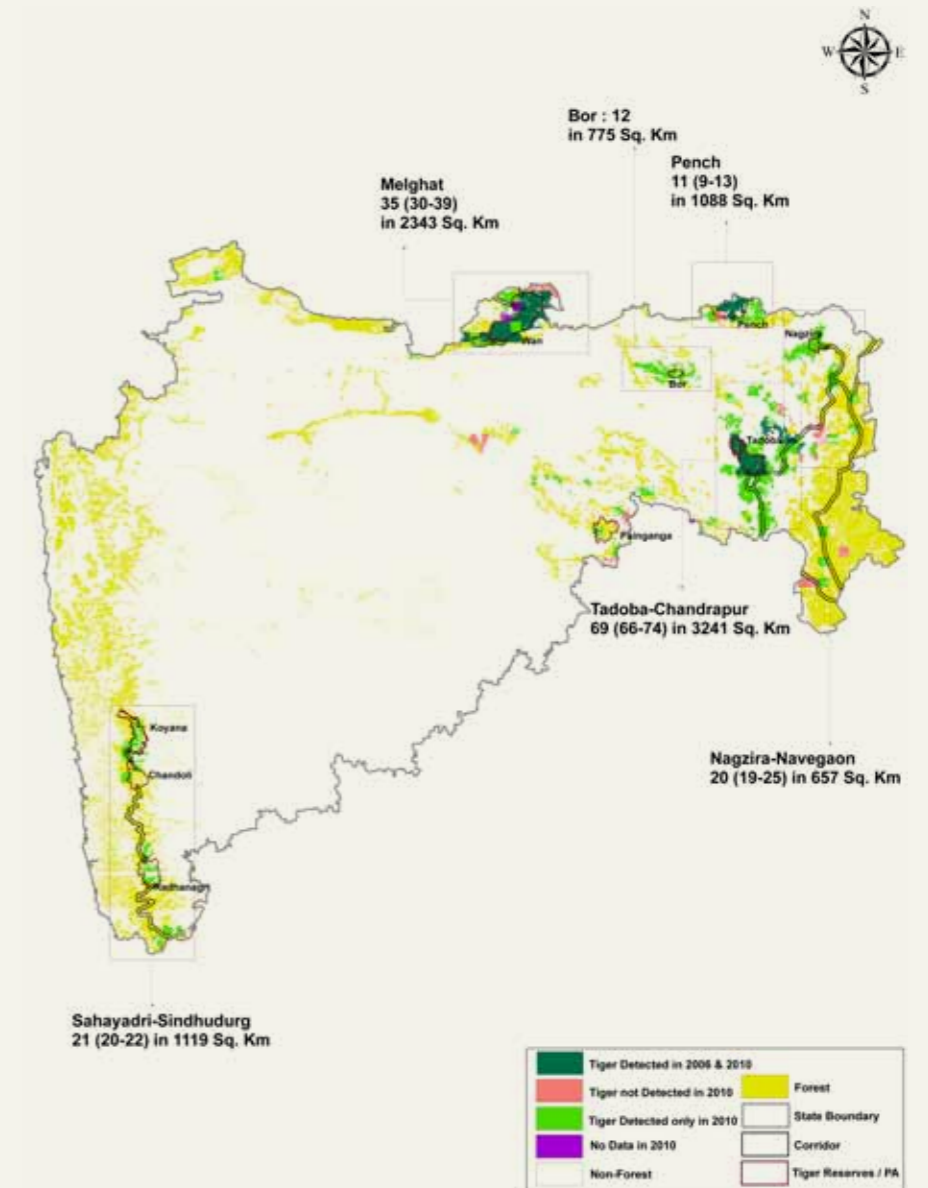 N
W E
S
Bor : 12
in 775 Sq. Km
Pench
11 (9-13)
in 1088 Sq. Km
Melghat
35 (30-39)
in 2343 Sq. Km
Pench
Nagzira
Wan
Bor
Tadoba
Painganga
Tadoba-Chandrapur
69 (66-74) in 3241 Sq. Km
Koyana
Nagzira-Navegaon
20 (19-25) in 657 Sq. Km
Chandoli
Radhanagri
Sahayadri-Sindhudurg
21 (20-22) in 1119 Sq. Km
Tiger Detected in 2006 & 2010
Tiger not Detected in 2010
Tiger Detected only in 2010
No Data in 2010
Non-Forest
Forest
State Boundary
Corridor
Tiger Reserves / PA